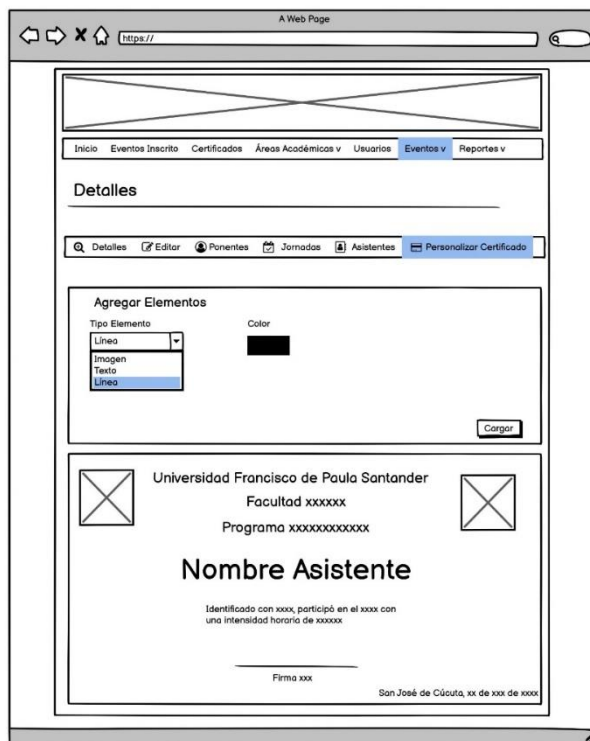 A Web Page
https://
Inicio Eventos Inscrito Certificados Áreas Académicas v Usuarios Eventos v Reportes v
Detalles
Detalles Editar Ponentes Jornadas Asistentes Personalizar Certificado
Agregar Elementos
Tipo Elemento Color
Línea
Imagen
Texto
Línea
Cargar
Universidad Francisco de Paula Santander
Facultad xxxxxx
Programa xxxxxxxxxxxx
Nombre Asistente
Identificado con xxxx, participó en el xxxx con
una intensidad horaria de xxxxxx
Firma xxx
San José de Cúcuta, xx de xxx de xxxx